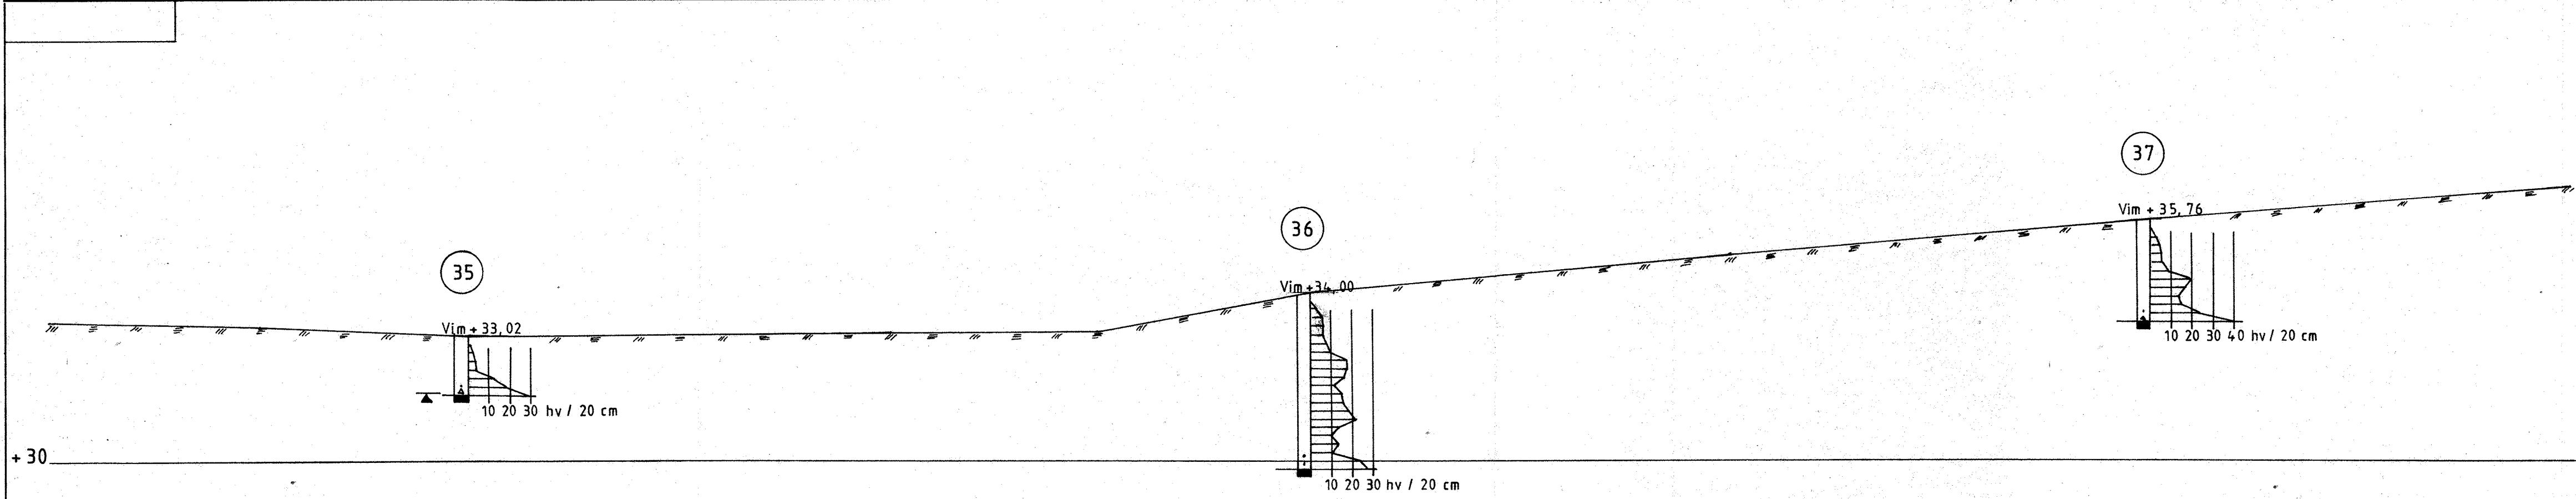 37
Vim + 35,76
10 20 30 40 hv / 20 cm
36
Vim +34,00
10 20 30 hv / 20 cm
35
Vim + 33,02
10 20 30 hv / 20 cm
+ 30